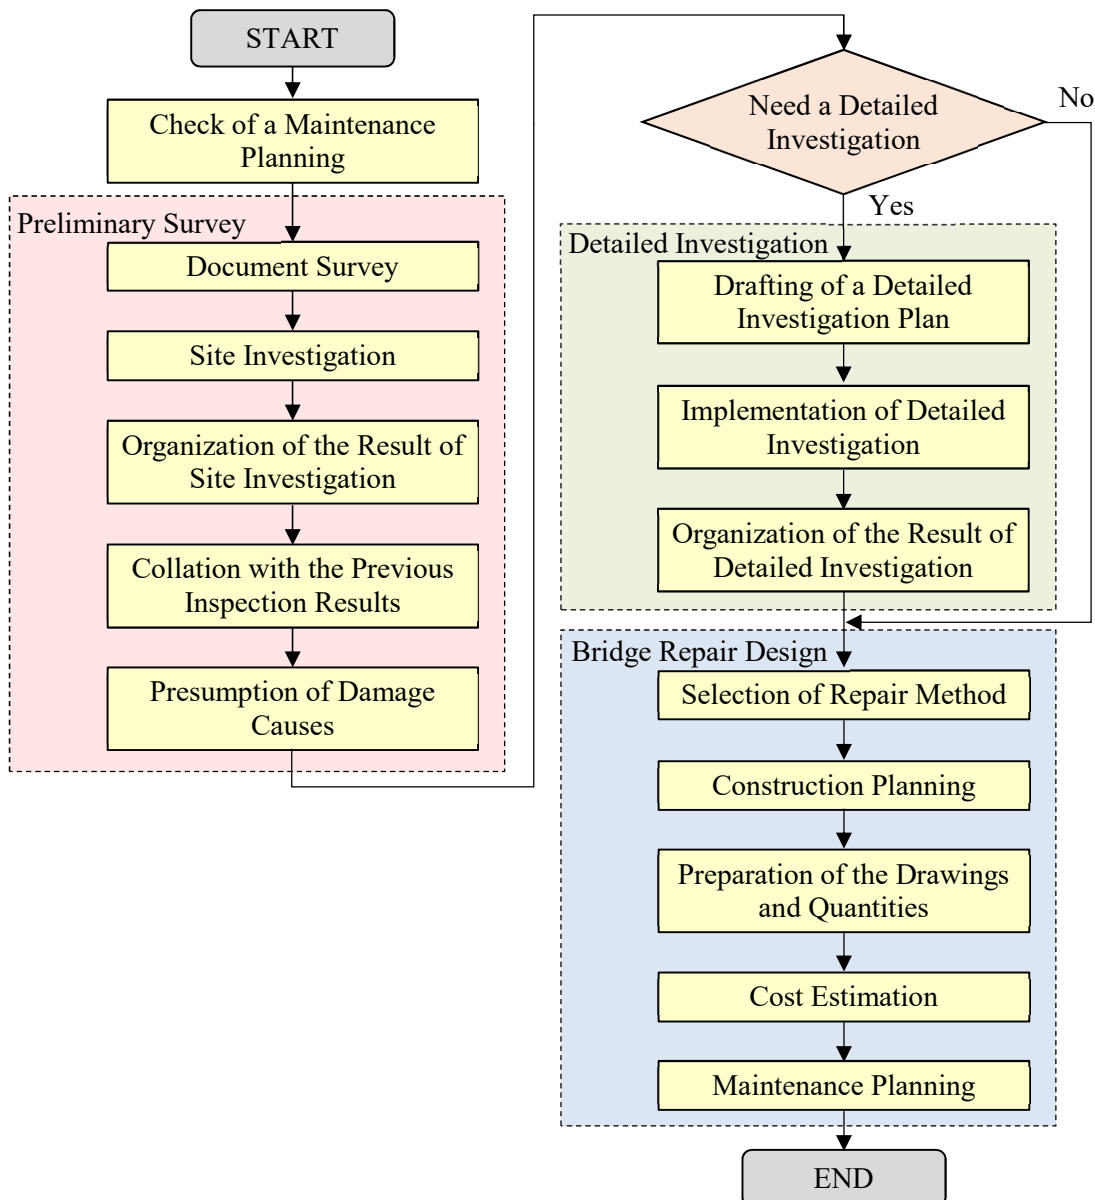 START
Check of a Maintenance
Planning
Preliminary Survey
Document Survey
Site Investigation
Organization of the Result of
Site Investigation
Collation with the Previous
Inspection Results
Presumption of Damage
Causes
Need a Detailed
Investigation
No
Yes
Detailed Investigation
Drafting of a Detailed
Investigation Plan
Implementation of Detailed
Investigation
Organization of the Result of
Detailed Investigation
Bridge Repair Design
Selection of Repair Method
Construction Planning
Preparation of the Drawings
and Quantities
Cost Estimation
Maintenance Planning
END